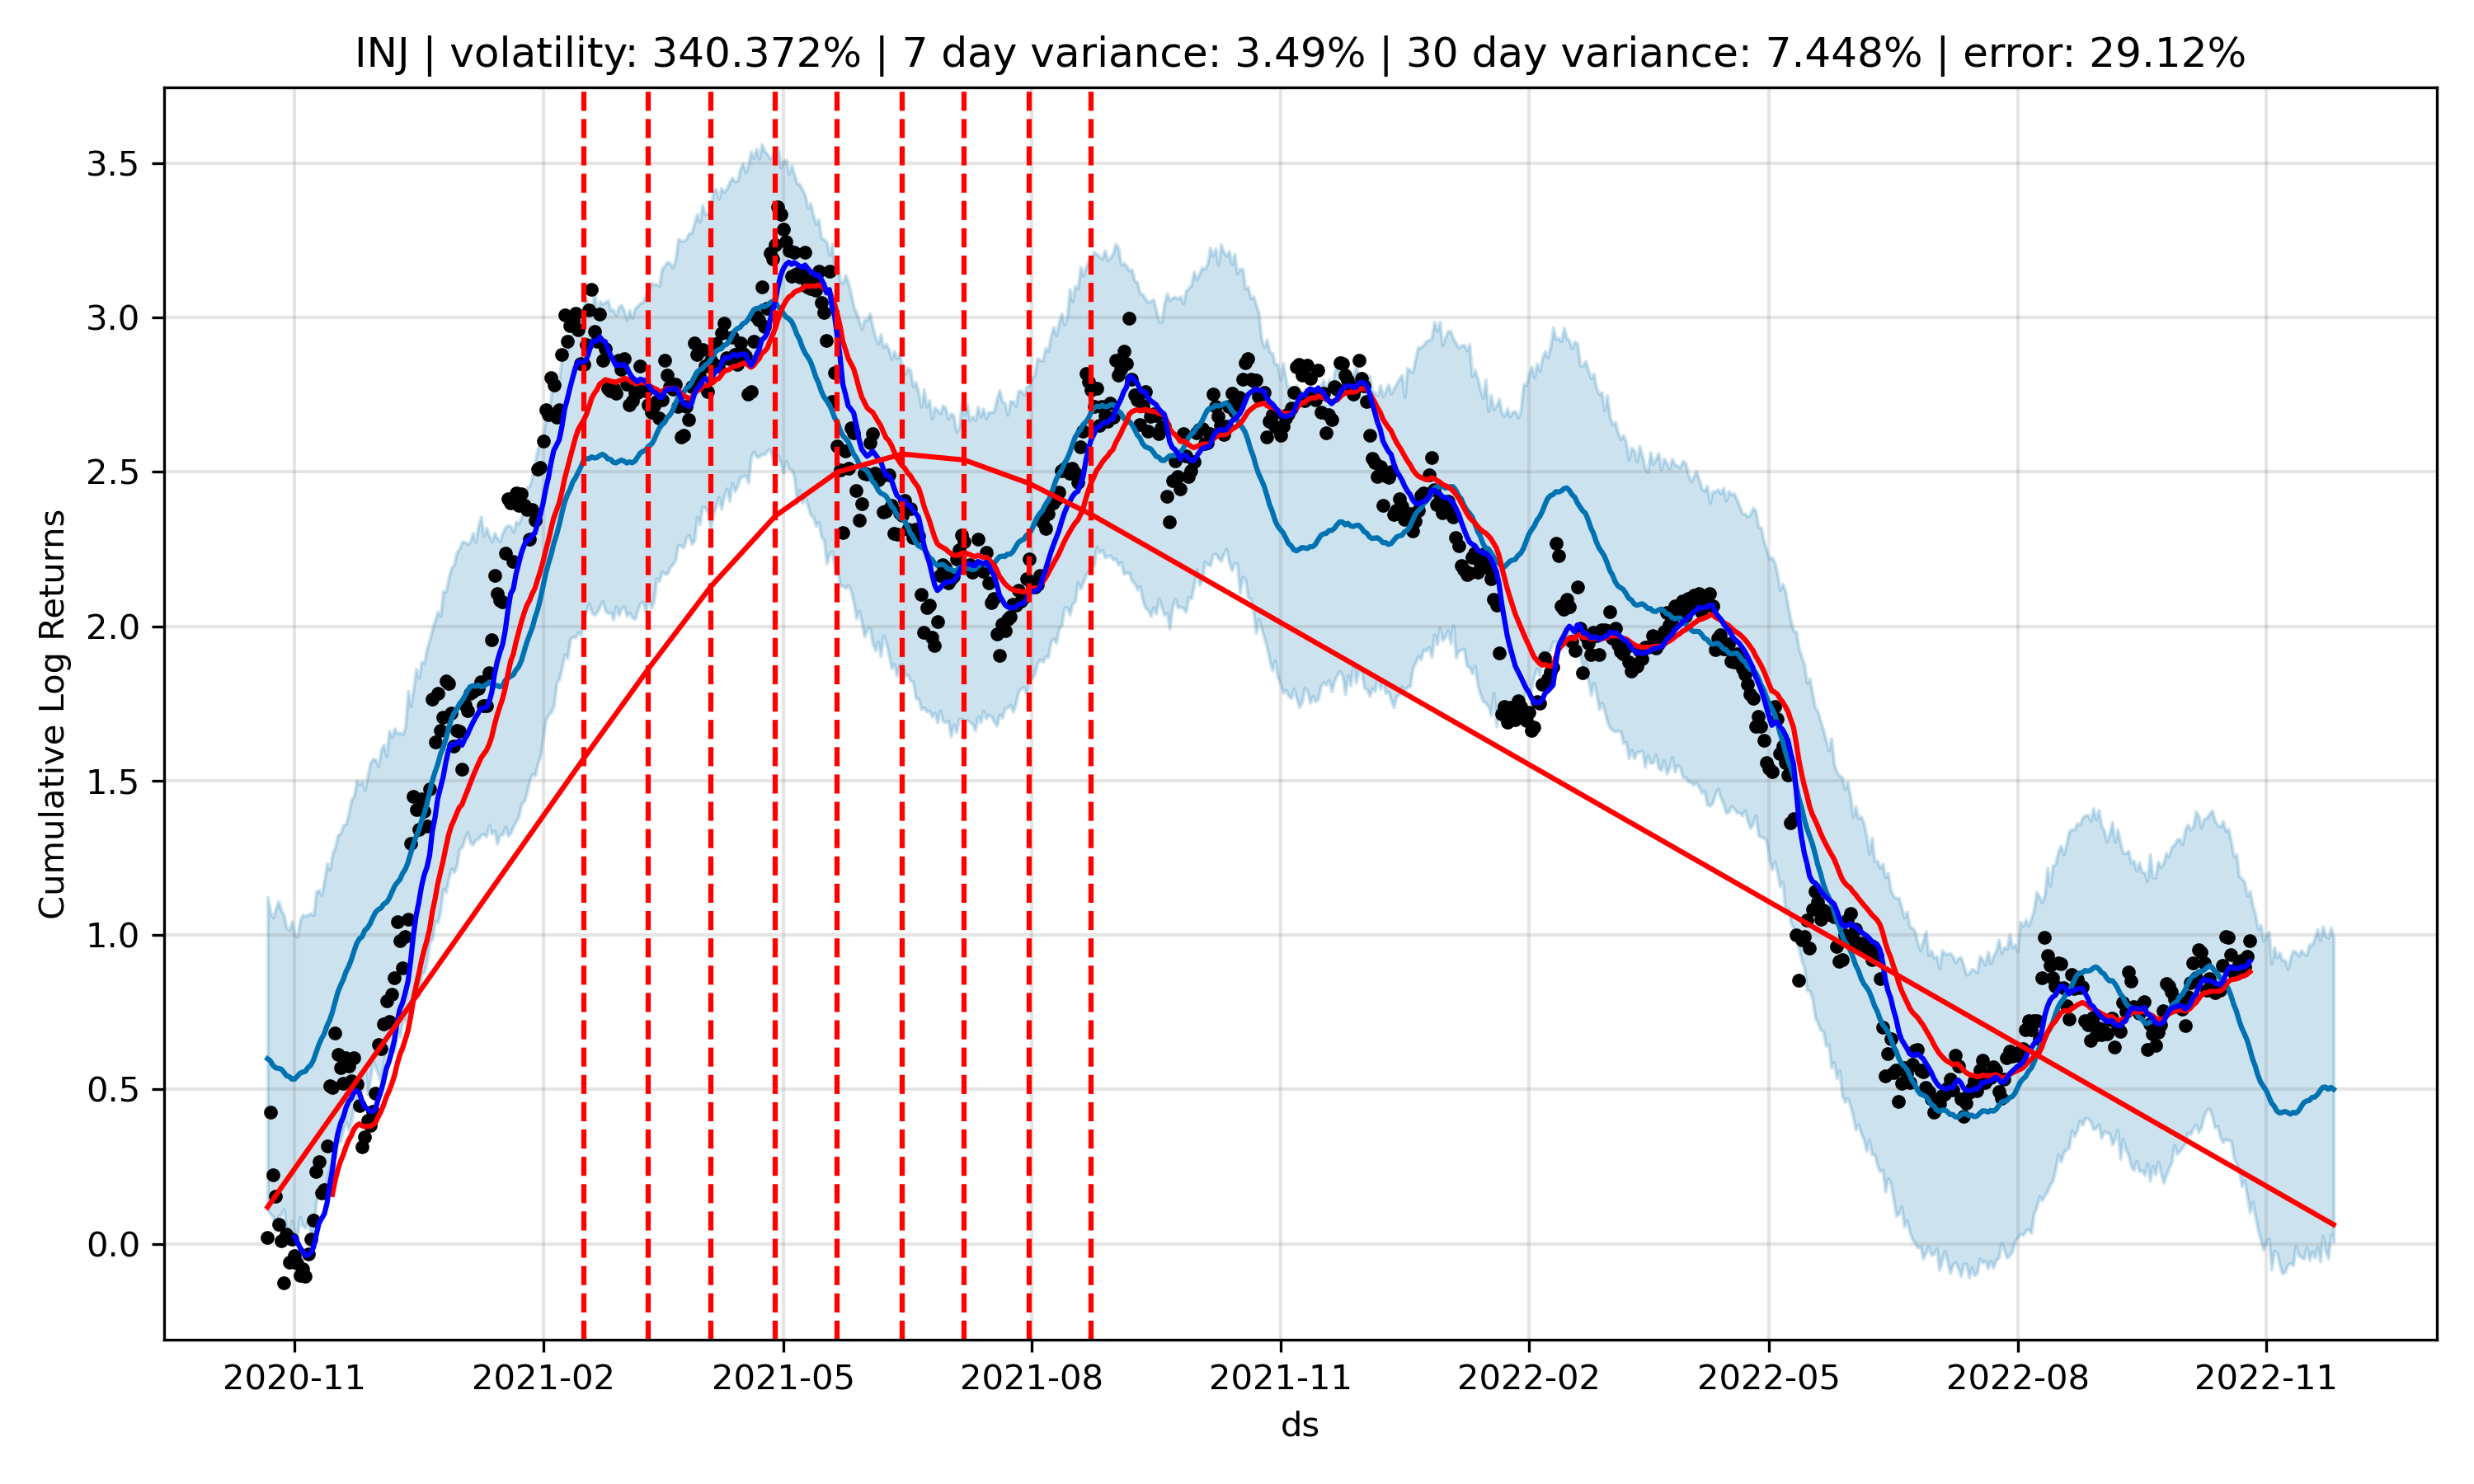 INJ | volatility: 340.372% | 7 day variance: 3.49% | 30 day variance: 7.448% | error: 29.12%
Cumulative Log Returns
3.5
3.0
2.5
2.0
1.5
1.0
0.5
0.0
2020-11 2021-02 2021-05 2021-08 2021-11 2022-02 2022-05 2022-08 2022-11
ds